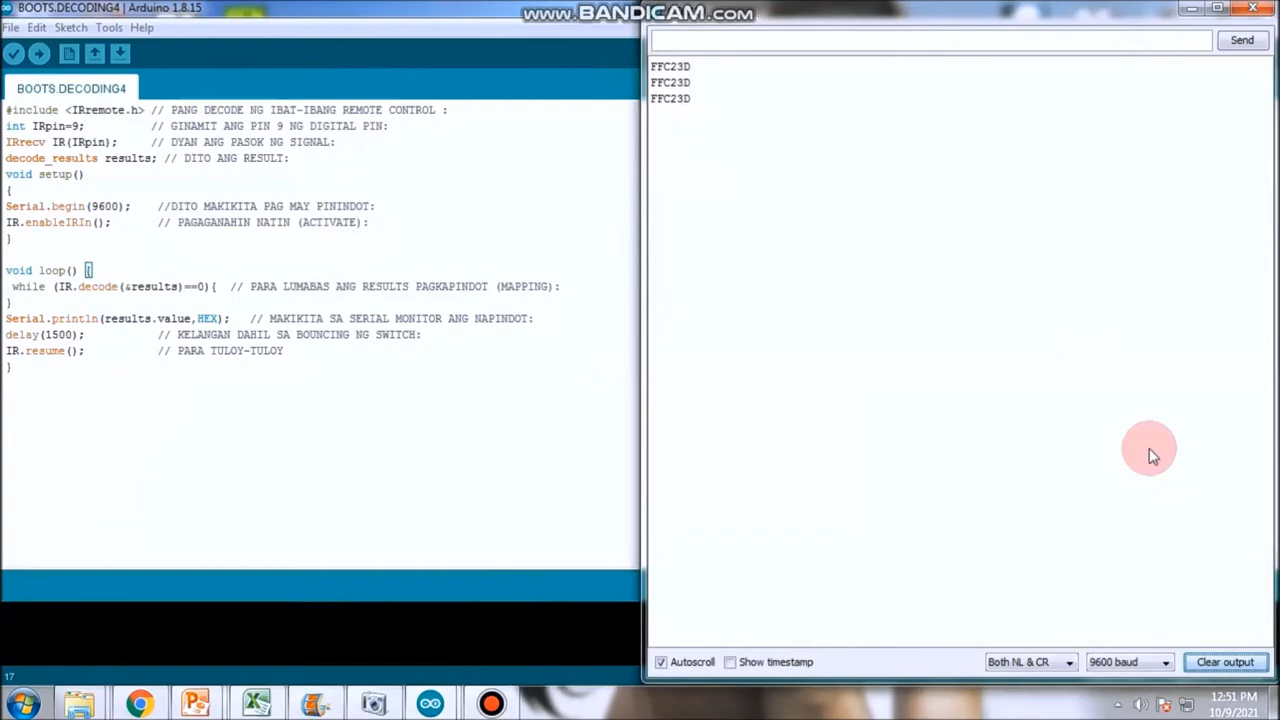 BOOTS.DECODING4 | Arduino 1.8.15
www.BANDICAM.com
File Edit Sketch Tools Help
Send
BOOTS.DECODING4
#include <IRremote.h> // PANG DECODE NG IBAT-IBANG REMOTE CONTROL :
int IRpin=9; // GINAMIT ANG PIN 9 NG DIGITAL PIN:
IRrecv IR(IRpin); // DYAN ANG PASOK NG SIGNAL:
decode_results results; // DITO ANG RESULT:
void setup()
{
Serial.begin(9600); //DITO MAKIKITA PAG MAY PININDOT:
IR.enableIRIn(); // PAGAGANAHIN NATIN (ACTIVATE):
}
void loop() {
while (IR.decode(&results)==0){ // PARA LUMABAS ANG RESULTS PAGKAPINDOT (MAPPING):
}
Serial.println(results.value,HEX); // MAKIKITA SA SERIAL MONITOR ANG NAPINDOT:
delay(1500); // KELANGAN DAHIL SA BOUNCING NG SWITCH:
IR.resume(); // PARA TULOY-TULOY
}
FFC23D
FFC23D
FFC23D
Autoscroll Show timestamp Both NL & CR 9600 baud Clear output
17
12:51 PM
10/9/2021